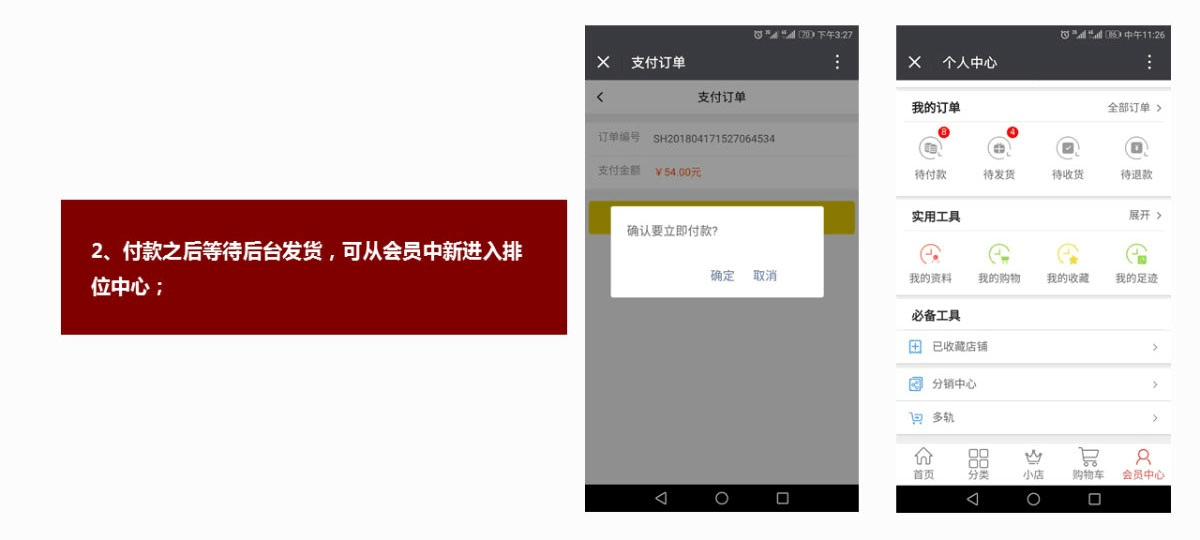 2、付款之后等待后台发货，可从会员中新进入排
位中心；
下午3:27
支付订单
支付订单
订单编号 SH201804171527064534
支付金额 ￥54.00元
确认要立即付款?
确定 取消
中午11:26
个人中心
我的订单 全部订单
8 4
待付款 待发货 待收货 待退款
实用工具 展开
我的资料 我的购物 我的收藏 我的足迹
必备工具
已收藏店铺
分销中心
多轨
首页 分类 小店 购物车 会员中心